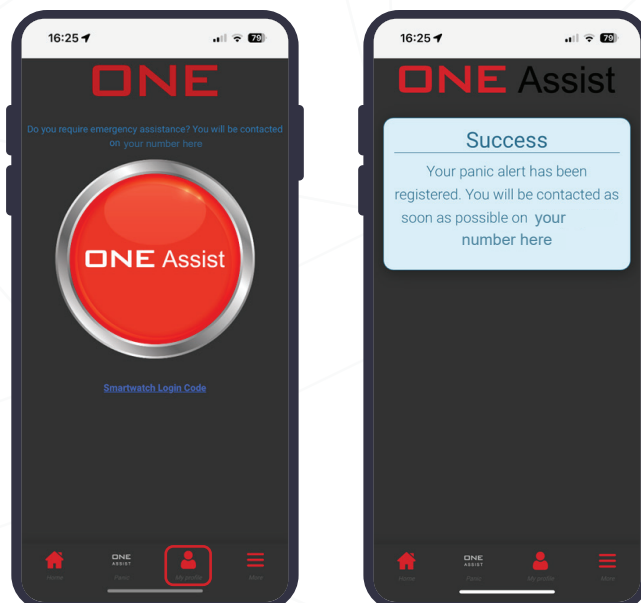 16:25
79
ONE
Do you require emergency assistance? You will be contacted
on your number here
ONE Assist
Smartwatch Login Code
Home
ONE
ASSIST
Panic
My profile
More
16:25
79
ONE Assist
Success
Your panic alert has been
registered. You will be contacted as
soon as possible on your
number here
Home
ONE
ASSIST
Panic
My profile
More